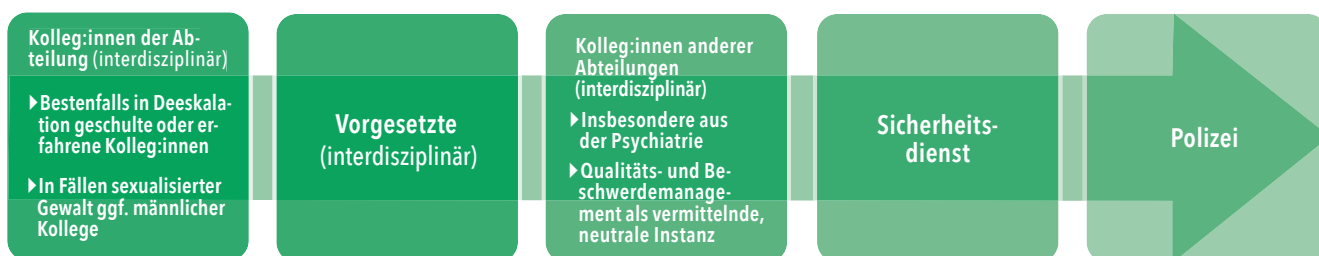 Kolleg:innen der Ab-
teilung (interdisziplinär)
▸Bestenfalls in Deeskala-
tion geschulte oder er-
fahrene Kolleg:innen
▸In Fällen sexualisierter
Gewalt ggf. männlicher
Kollege
Vorgesetzte
(interdisziplinär)
Kolleg:innen anderer
Abteilungen
(interdisziplinär)
▸Insbesondere aus
der Psychiatrie
▸Qualitäts- und Be-
schwerdemanage-
ment als vermittelnde,
neutrale Instanz
Sicherheits-
dienst
Polizei